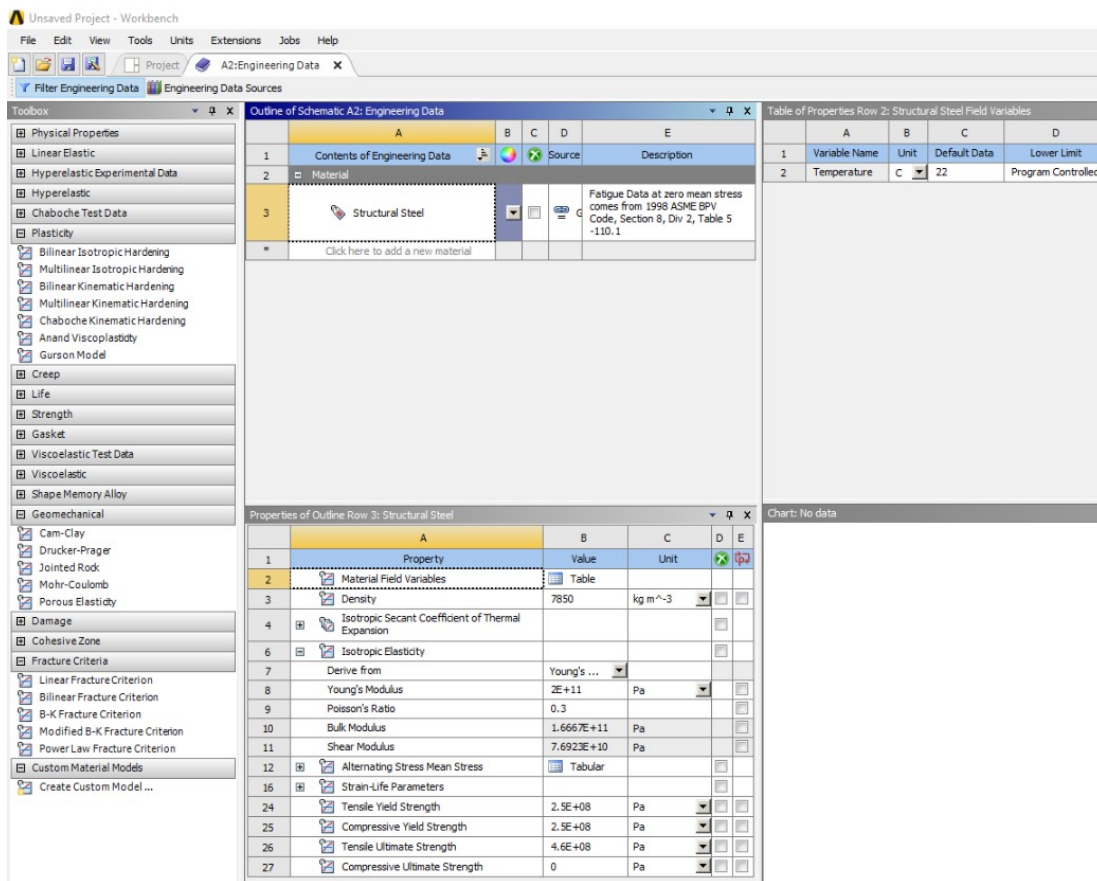 Unsaved Project - Workbench
File Edit View Tools Units Extensions Jobs Help
Project A2:Engineering Data X
Filter Engineering Data Engineering Data Sources
Toolbox
Physical Properties
Linear Elastic
Hyperelastic Experimental Data
Hyperelastic
Chaboche Test Data
Plasticity
Bilinear Isotropic Hardening
Multilinear Isotropic Hardening
Bilinear Kinematic Hardening
Multilinear Kinematic Hardening
Chaboche Kinematic Hardening
Anand Viscoplasticity
Gurson Model
Creep
Life
Strength
Gasket
Viscoelastic Test Data
Viscoelastic
Shape Memory Alloy
Geomechanical
Cam-Clay
Drucker-Prager
Jointed Rock
Mohr-Coulomb
Porous Elasticity
Damage
Cohesive Zone
Fracture Criteria
Linear Fracture Criterion
Bilinear Fracture Criterion
B-K Fracture Criterion
Modified B-K Fracture Criterion
Power Law Fracture Criterion
Custom Material Models
Create Custom Model ...
Outline of Schematic A2: Engineering Data
A B C D E
1 Contents of Engineering Data Source Description
2 Material
3 Structural Steel G Fatigue Data at zero mean stress
comes from 1998 ASME BPV
Code, Section 8, Div 2, Table 5
-110.1
* Click here to add a new material
Table of Properties Row 2: Structural Steel Field Variables
A B C D
1 Variable Name Unit Default Data Lower Limit
2 Temperature C 22 Program Controlled
Properties of Outline Row 3: Structural Steel
A B C D E
1 Property Value Unit
2 Material Field Variables Table
3 Density 7850 kg m^-3
4 Isotropic Secant Coefficient of Thermal
Expansion
6 Isotropic Elasticity
7 Derive from Young's ...
8 Young's Modulus 2E+11 Pa
9 Poisson's Ratio 0.3
10 Bulk Modulus 1.6667E+11 Pa
11 Shear Modulus 7.6923E+10 Pa
12 Alternating Stress Mean Stress Tabular
16 Strain-Life Parameters
24 Tensile Yield Strength 2.5E+08 Pa
25 Compressive Yield Strength 2.5E+08 Pa
26 Tensile Ultimate Strength 4.6E+08 Pa
27 Compressive Ultimate Strength 0 Pa
Chart: No data